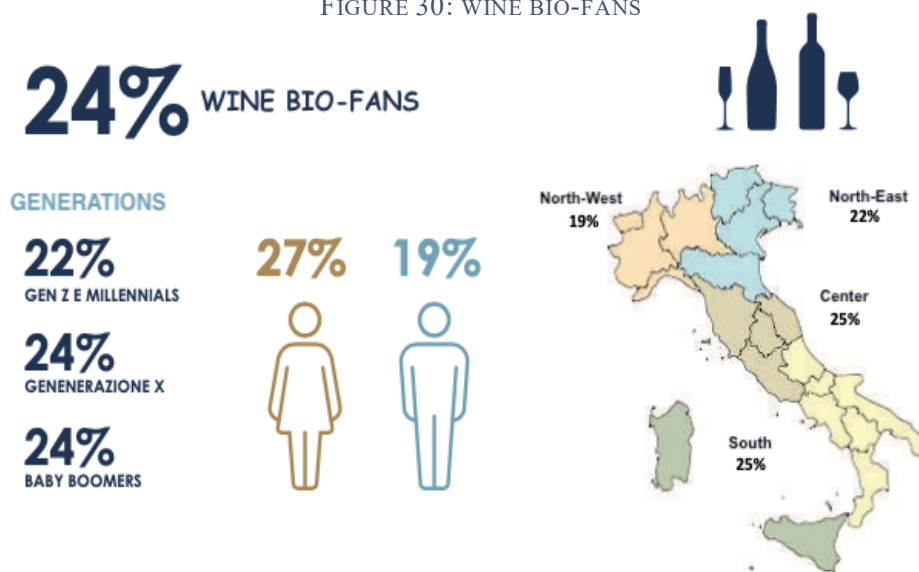 FIGURE 30: WINE BIO-FANS
24% WINE BIO-FANS
GENERATIONS
22%
GEN Z E MILLENNIALS
24%
GENENERAZIONE X
24%
BABY BOOMERS
27% 19%
North-West
19%
North-East
22%
Center
25%
South
25%